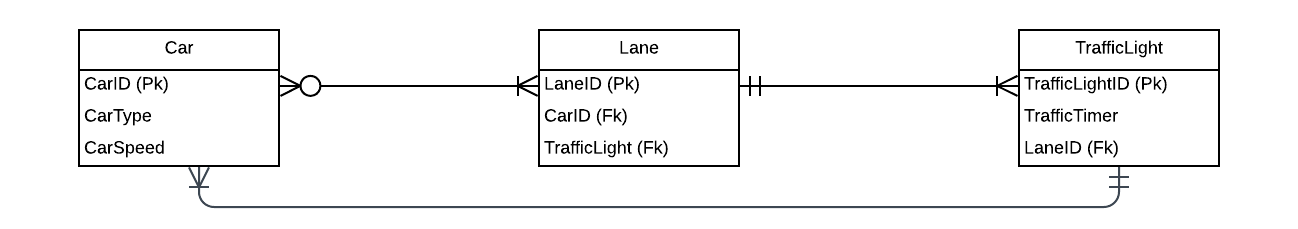 Car
CarID (Pk)
CarType
CarSpeed
Lane
LaneID (Pk)
CarID (Fk)
TrafficLight (Fk)
TrafficLight
TrafficLightID (Pk)
TrafficTimer
LaneID (Fk)